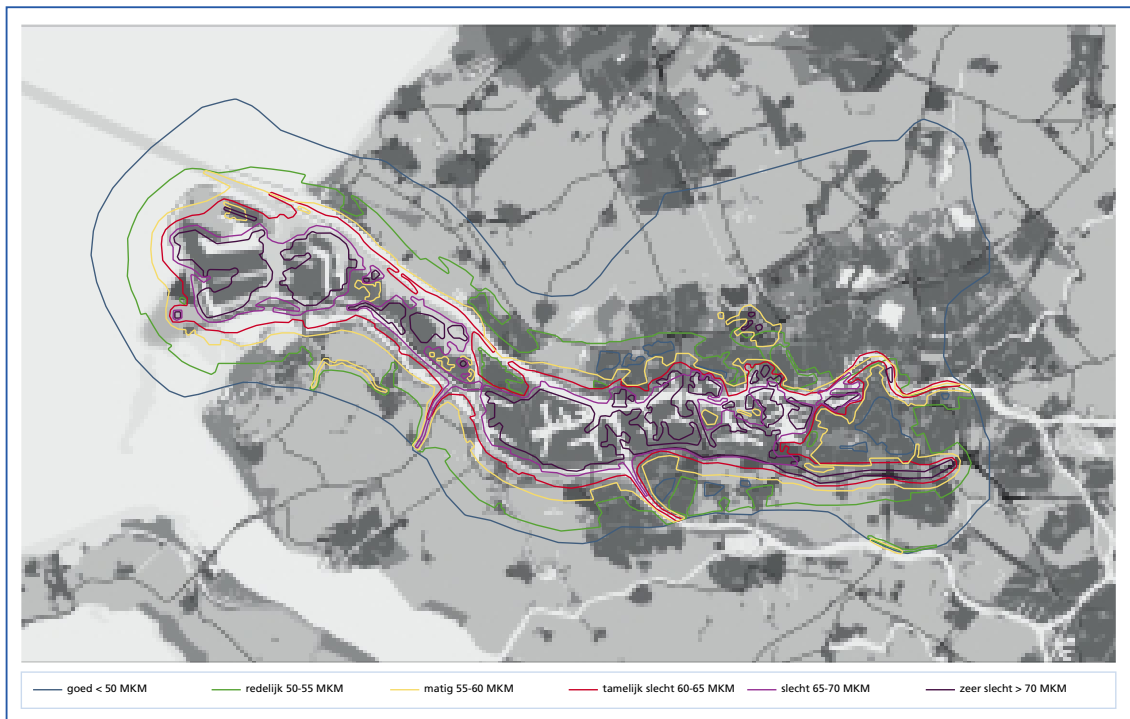 goed < 50 MKM
redelijk 50-55 MKM
matig 55-60 MKM
tamelijk slecht 60-65 MKM
slecht 65-70 MKM
zeer slecht > 70 MKM